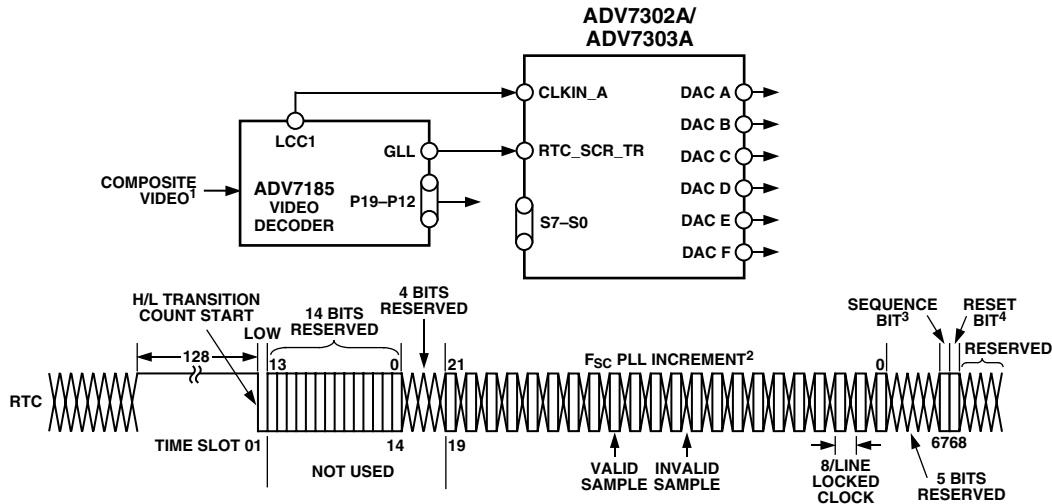 ADV7302A/
ADV7303A
CLKIN_A
DAC A
DAC B
LCC1
GLL
RTC_SCR_TR
DAC C
COMPOSITE
VIDEO1
ADV7185
VIDEO
DECODER
P19–P12
DAC D
S7–S0
DAC E
DAC F
H/L TRANSITION
COUNT START
LOW
14 BITS
RESERVED
4 BITS
RESERVED
SEQUENCE
BIT3
RESET
BIT4
RESERVED
128
13
0
21
FSC PLL INCREMENT2
0
RTC
TIME SLOT 01
14
19
6768
NOT USED
VALID
SAMPLE
INVALID
SAMPLE
8/LINE
LOCKED
CLOCK
5 BITS
RESERVED